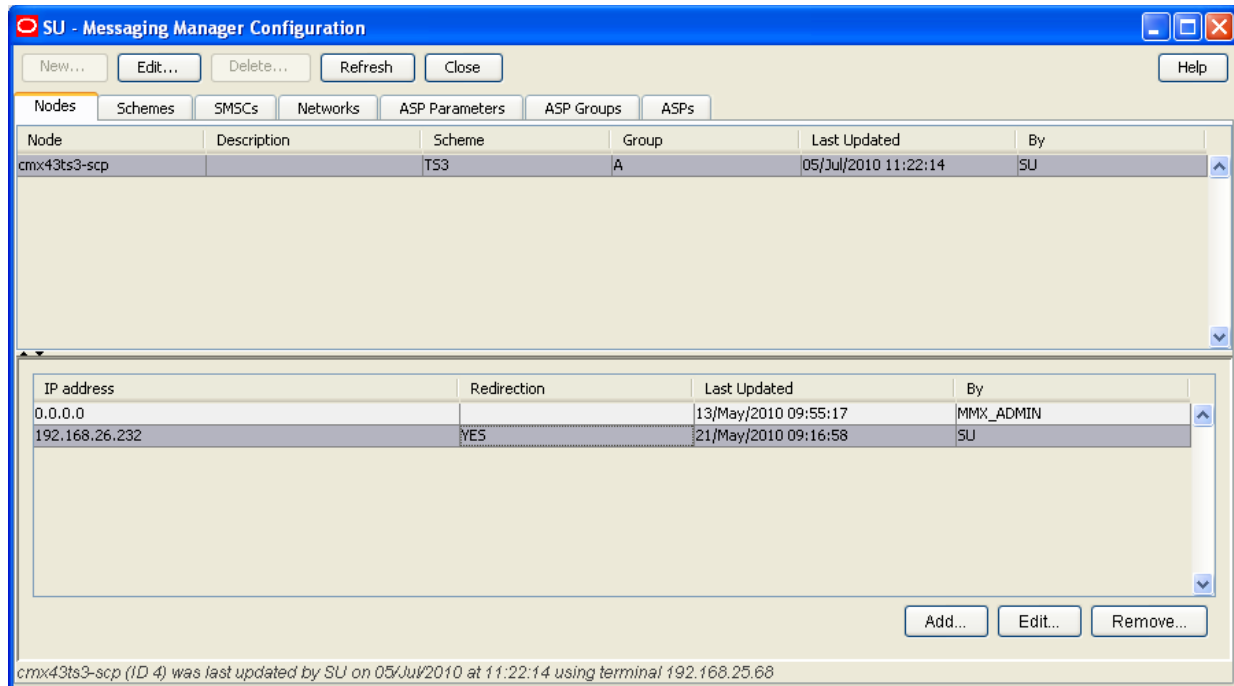 SU - Messaging Manager Configuration
New... Edit... Delete... Refresh Close Help
Nodes Schemes SMSCs Networks ASP Parameters ASP Groups ASPs
Node Description Scheme Group Last Updated By
cmx43ts3-scp TS3 A 05/Jul/2010 11:22:14 SU
IP address Redirection Last Updated By
0.0.0.0 13/May/2010 09:55:17 MMX_ADMIN
192.168.26.232 YES 21/May/2010 09:16:58 SU
Add... Edit... Remove...
cmx43ts3-scp (ID 4) was last updated by SU on 05/Jul/2010 at 11:22:14 using terminal 192.168.25.68